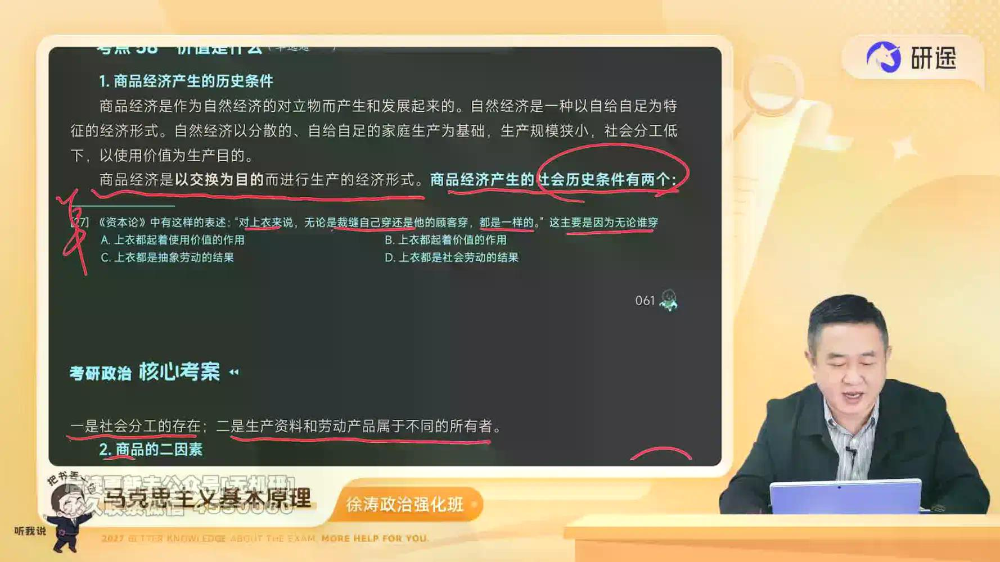 考点 58 价值是什么
研途
1. 商品经济产生的历史条件
商品经济是作为自然经济的对立物而产生和发展起来的。自然经济是一种以自给自足为特
征的经济形式。自然经济以分散的、自给自足的家庭生产为基础，生产规模狭小，社会分工低
下，以使用价值为生产目的。
商品经济是以交换为目的而进行生产的经济形式。商品经济产生的社会历史条件有两个：
[27] 《资本论》中有这样的表述：“对上衣来说，无论是裁缝自己穿还是他的顾客穿，都是一样的。”这主要是因为无论谁穿
A. 上衣都起着使用价值的作用 B. 上衣都起着价值的作用
C. 上衣都是抽象劳动的结果 D. 上衣都是社会劳动的结果
061
考研政治 核心考案
一是社会分工的存在；二是生产资料和劳动产品属于不同的所有者。
2. 商品的二因素
马克思主义基本原理
徐涛政治强化班
听我说
2027 BETTER KNOWLEDGE ABOUT THE EXAM, MORE HELP FOR YOU.